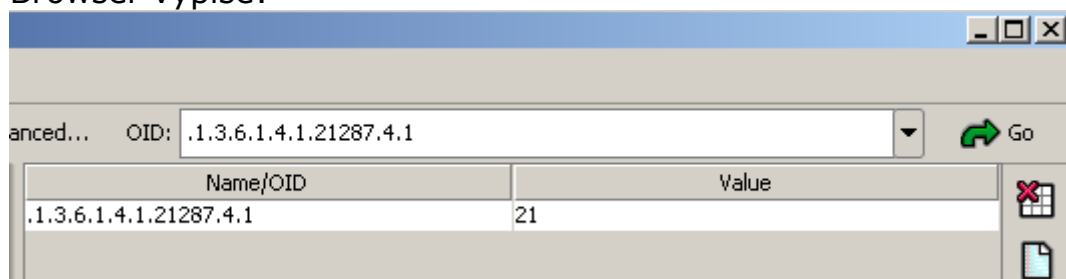 Browser vypíše:
anced... OID: .1.3.6.1.4.1.21287.4.1 Go
Name/OID Value
.1.3.6.1.4.1.21287.4.1 21